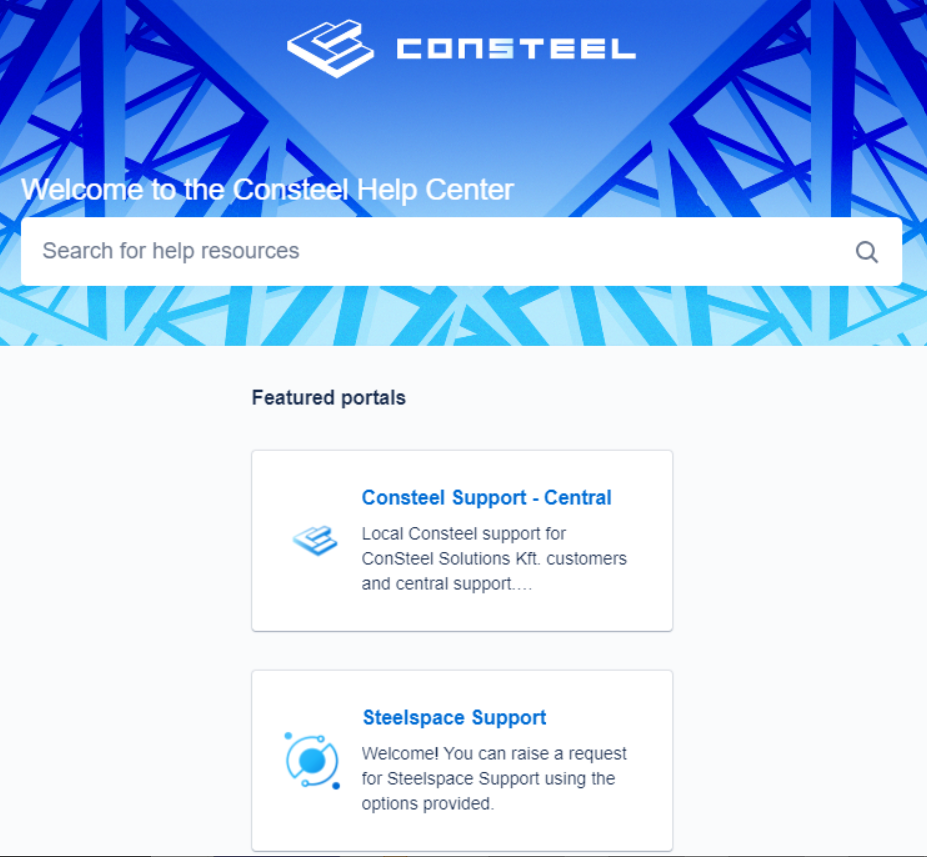 CONSTEEL
Welcome to the Consteel Help Center
Search for help resources
Featured portals
Consteel Support - Central
Local Consteel support for
ConSteel Solutions Kft. customers
and central support....
Steelspace Support
Welcome! You can raise a request
for Steelspace Support using the
options provided.